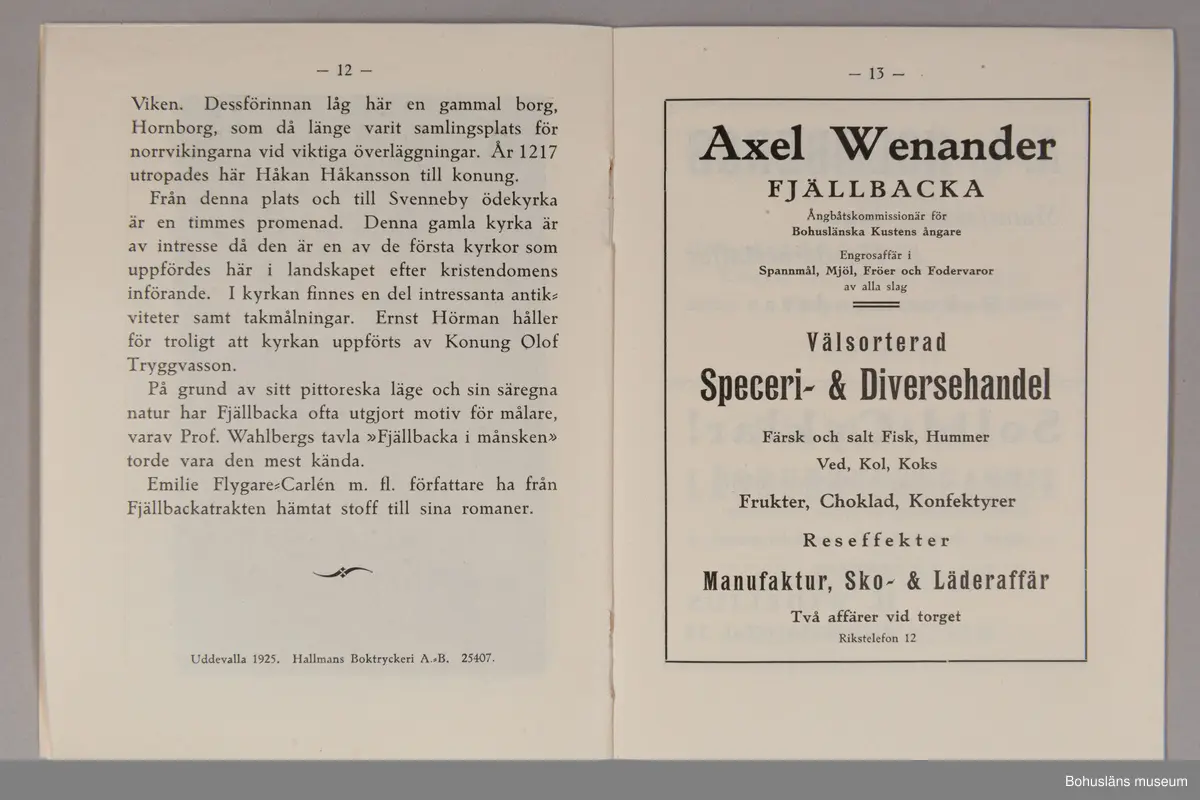 — 12 —
Viken. Dessförinnan låg här en gammal borg,
Hornborg, som då länge varit samlingsplats för
norrvikingarna vid viktiga överläggningar. År 1217
utropades här Håkan Håkansson till konung.
Från denna plats och till Svenneby ödekyrka
är en timmes promenad. Denna gamla kyrka är
av intresse då den är en av de första kyrkor som
uppfördes här i landskapet efter kristendomens
införande. I kyrkan finnes en del intressanta antik-
viteter samt takmålningar. Ernst Hörman håller
för troligt att kyrkan uppförts av Konung Olof
Tryggvasson.
På grund av sitt pittoreska läge och sin säregna
natur har Fjällbacka ofta utgjort motiv för målare,
varav Prof. Wahlbergs tavla »Fjällbacka i månsken»
torde vara den mest kända.
Emilie Flygare-Carlén m. fl. författare ha från
Fjällbackatrakten hämtat stoff till sina romaner.
Uddevalla 1925. Hallmans Boktryckeri A.-B. 25407.
— 13 —
Axel Wenander
FJÄLLBACKA
Ångbåtskommissionär för
Bohuslänska Kustens ångare
Engrosaffär i
Spannmål, Mjöl, Fröer och Fodervaror
av alla slag
Välsorterad
Speceri- & Diversehandel
Färsk och salt Fisk, Hummer
Ved, Kol, Koks
Frukter, Choklad, Konfektyrer
Reseffekter
Manufaktur, Sko- & Läderaffär
Två affärer vid torget
Rikstelefon 12
Bohusläns museum